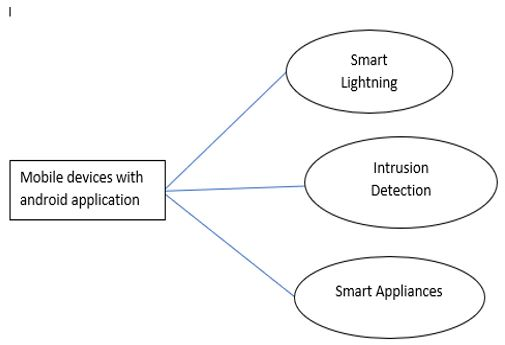 Smart
Lightning
Mobile devices with
android application
Intrusion
Detection
Smart Appliances